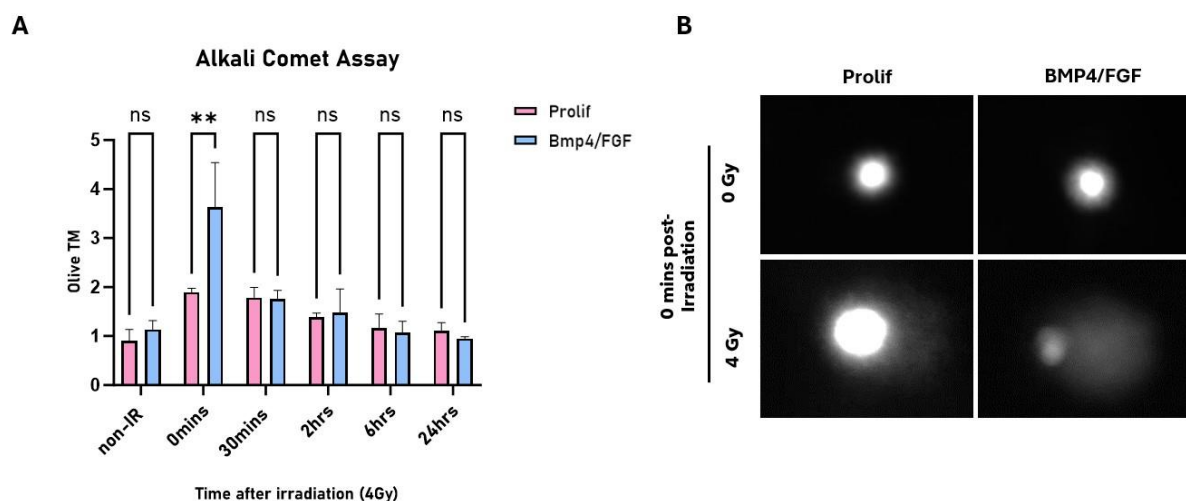 A
Alkali Comet Assay
ns ** ns ns ns ns
Prolif
Bmp4/FGF
5
4
3
2
1
0
Olive TM
non-IR 0mins 30mins 2hrs 6hrs 24hrs
Time after irradiation (4Gy)
B
Prolif BMP4/FGF
0 mins post-
Irradiation
0 Gy
4 Gy